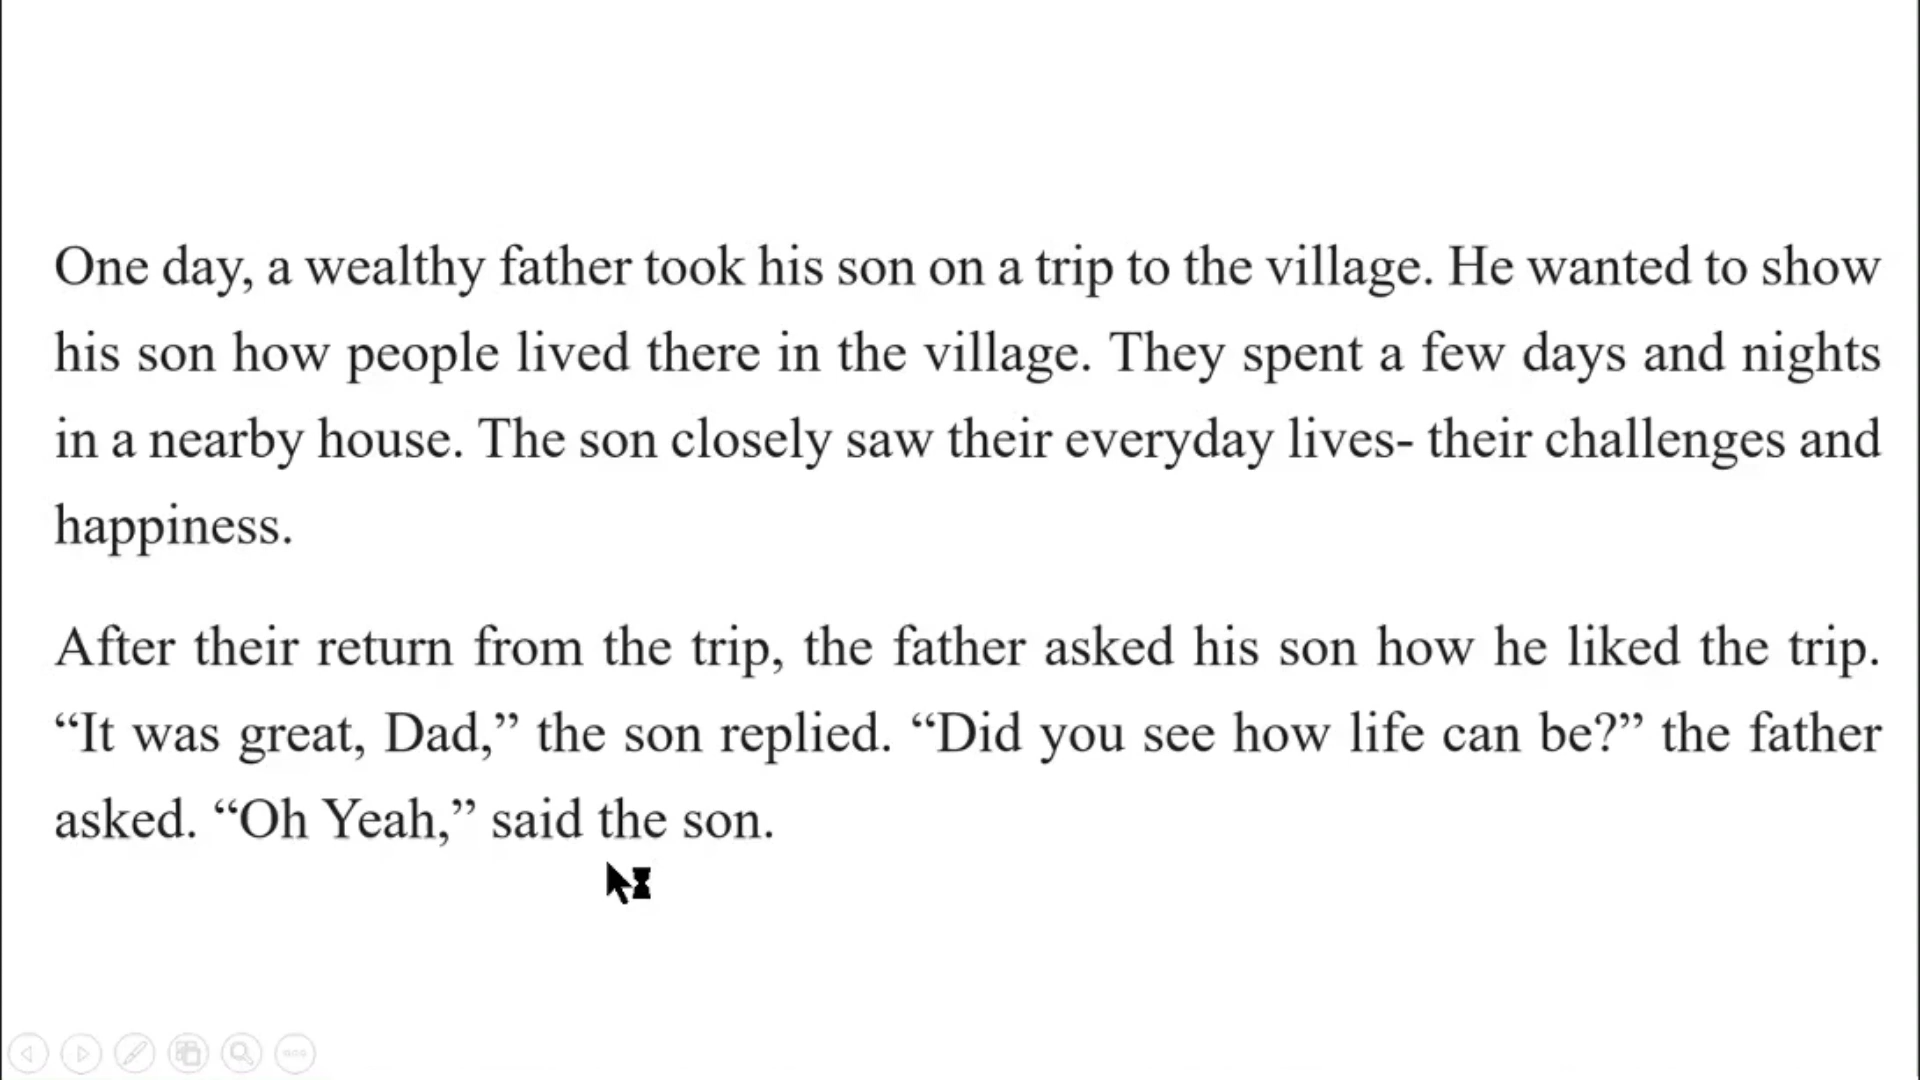 One day, a wealthy father took his son on a trip to the village. He wanted to show
his son how people lived there in the village. They spent a few days and nights
in a nearby house. The son closely saw their everyday lives- their challenges and
happiness.
After their return from the trip, the father asked his son how he liked the trip.
“It was great, Dad,” the son replied. “Did you see how life can be?” the father
asked. “Oh Yeah,” said the son.